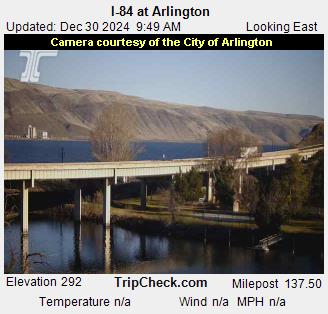 I-84 at Arlington
Updated: Dec 30 2024 9:49 AM Looking East
Camera courtesy of the City of Arlington
Elevation 292 TripCheck.com Milepost 137.50
Temperature n/a Wind n/a MPH n/a